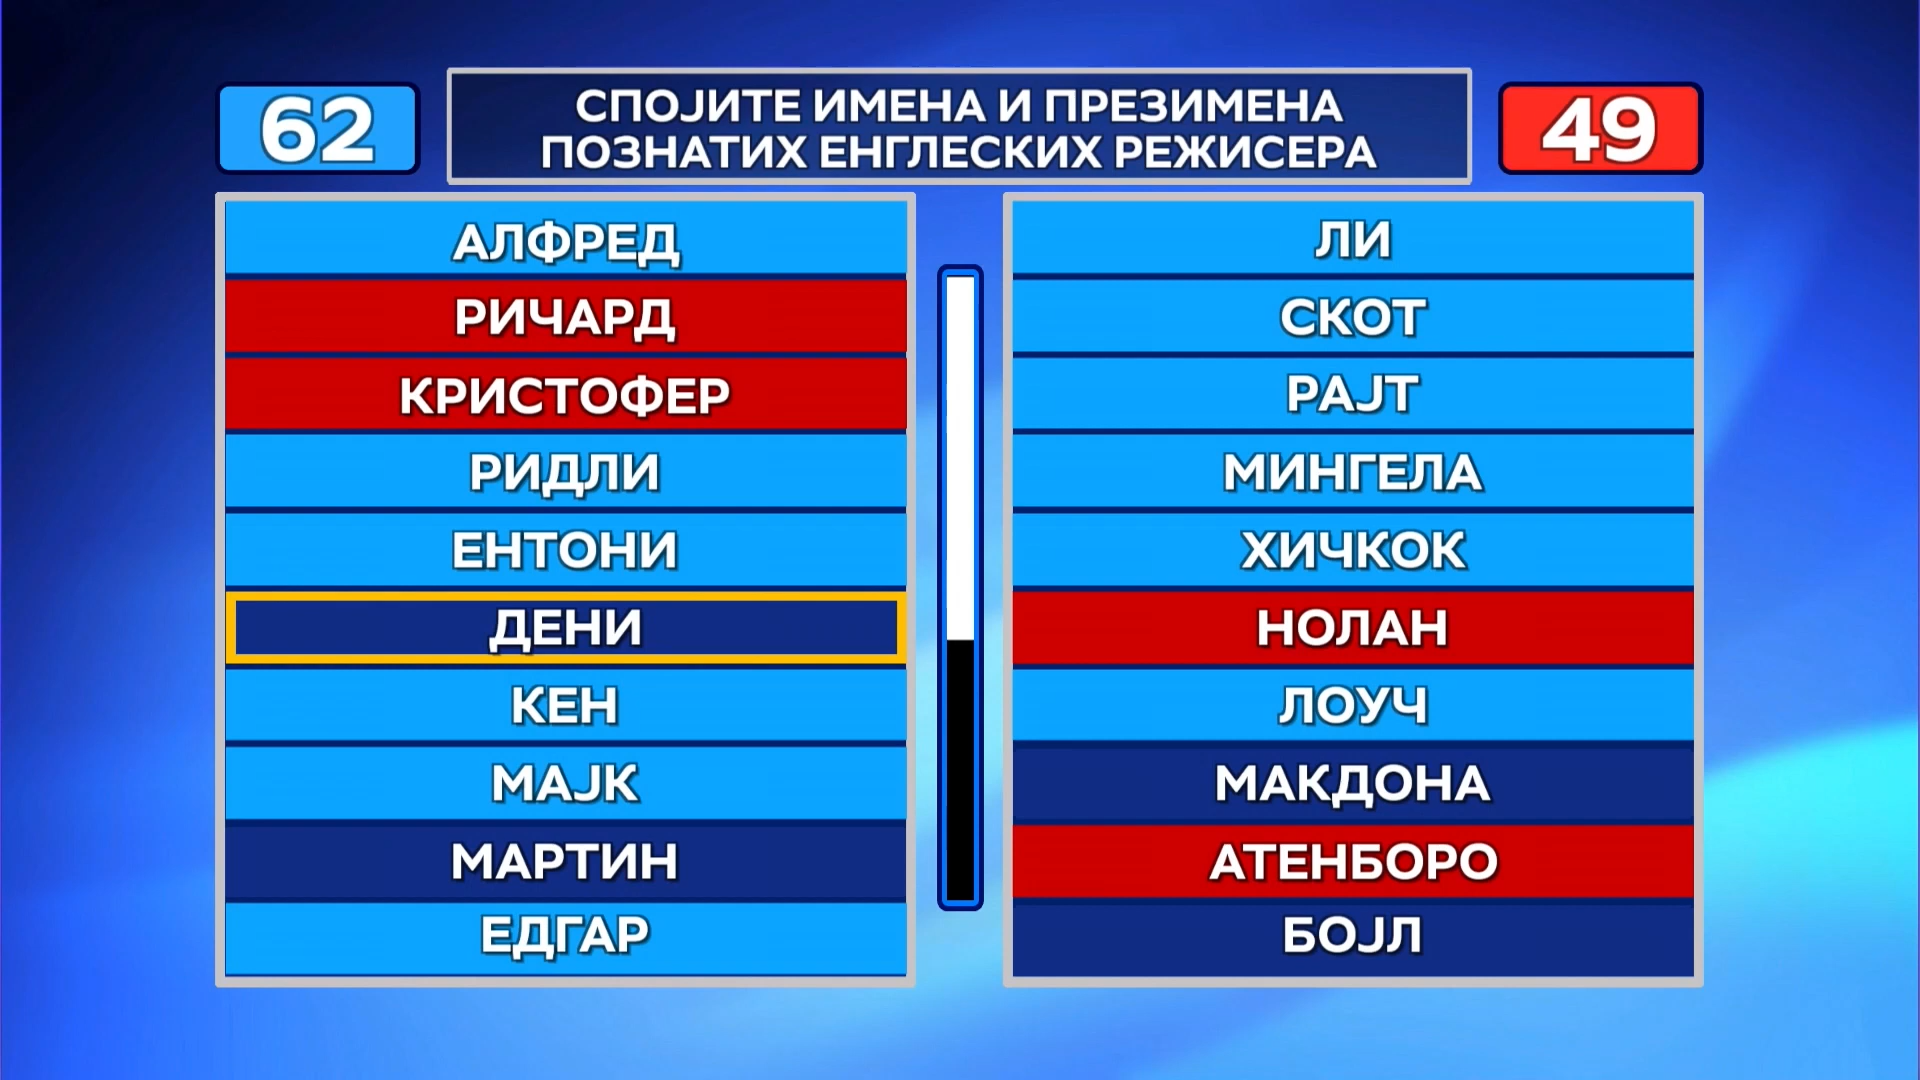 62
СПОЈИТЕ ИМЕНА И ПРЕЗИМЕНА
ПОЗНАТИХ ЕНГЛЕСКИХ РЕЖИСЕРА
49
АЛФРЕД
РИЧАРД
КРИСТОФЕР
РИДЛИ
ЕНТОНИ
ДЕНИ
КЕН
МАЈК
МАРТИН
ЕДГАР
ЛИ
СКОТ
РАЈТ
МИНГЕЛА
ХИЧКОК
НОЛАН
ЛОУЧ
МАКДОНА
АТЕНБОРО
БОЈЛ